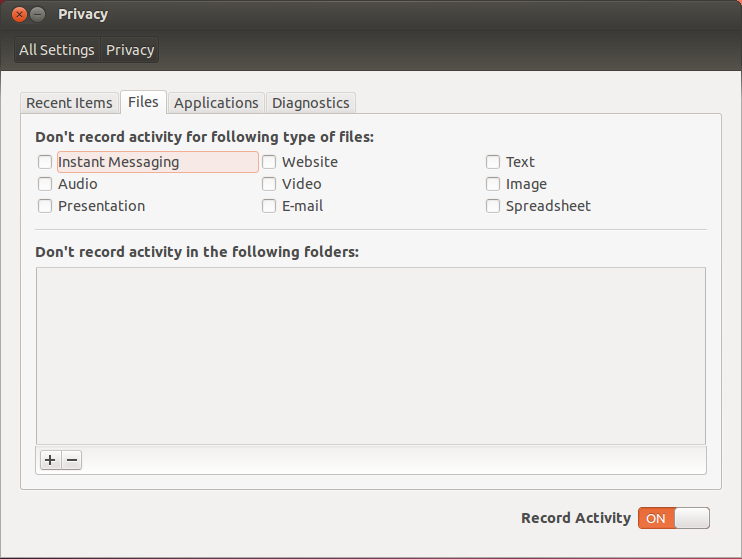 Privacy
All Settings Privacy
Recent Items Files Applications Diagnostics
Don't record activity for following type of files:
Instant Messaging Website Text
Audio Video Image
Presentation E-mail Spreadsheet
Don't record activity in the following folders:
Record Activity ON